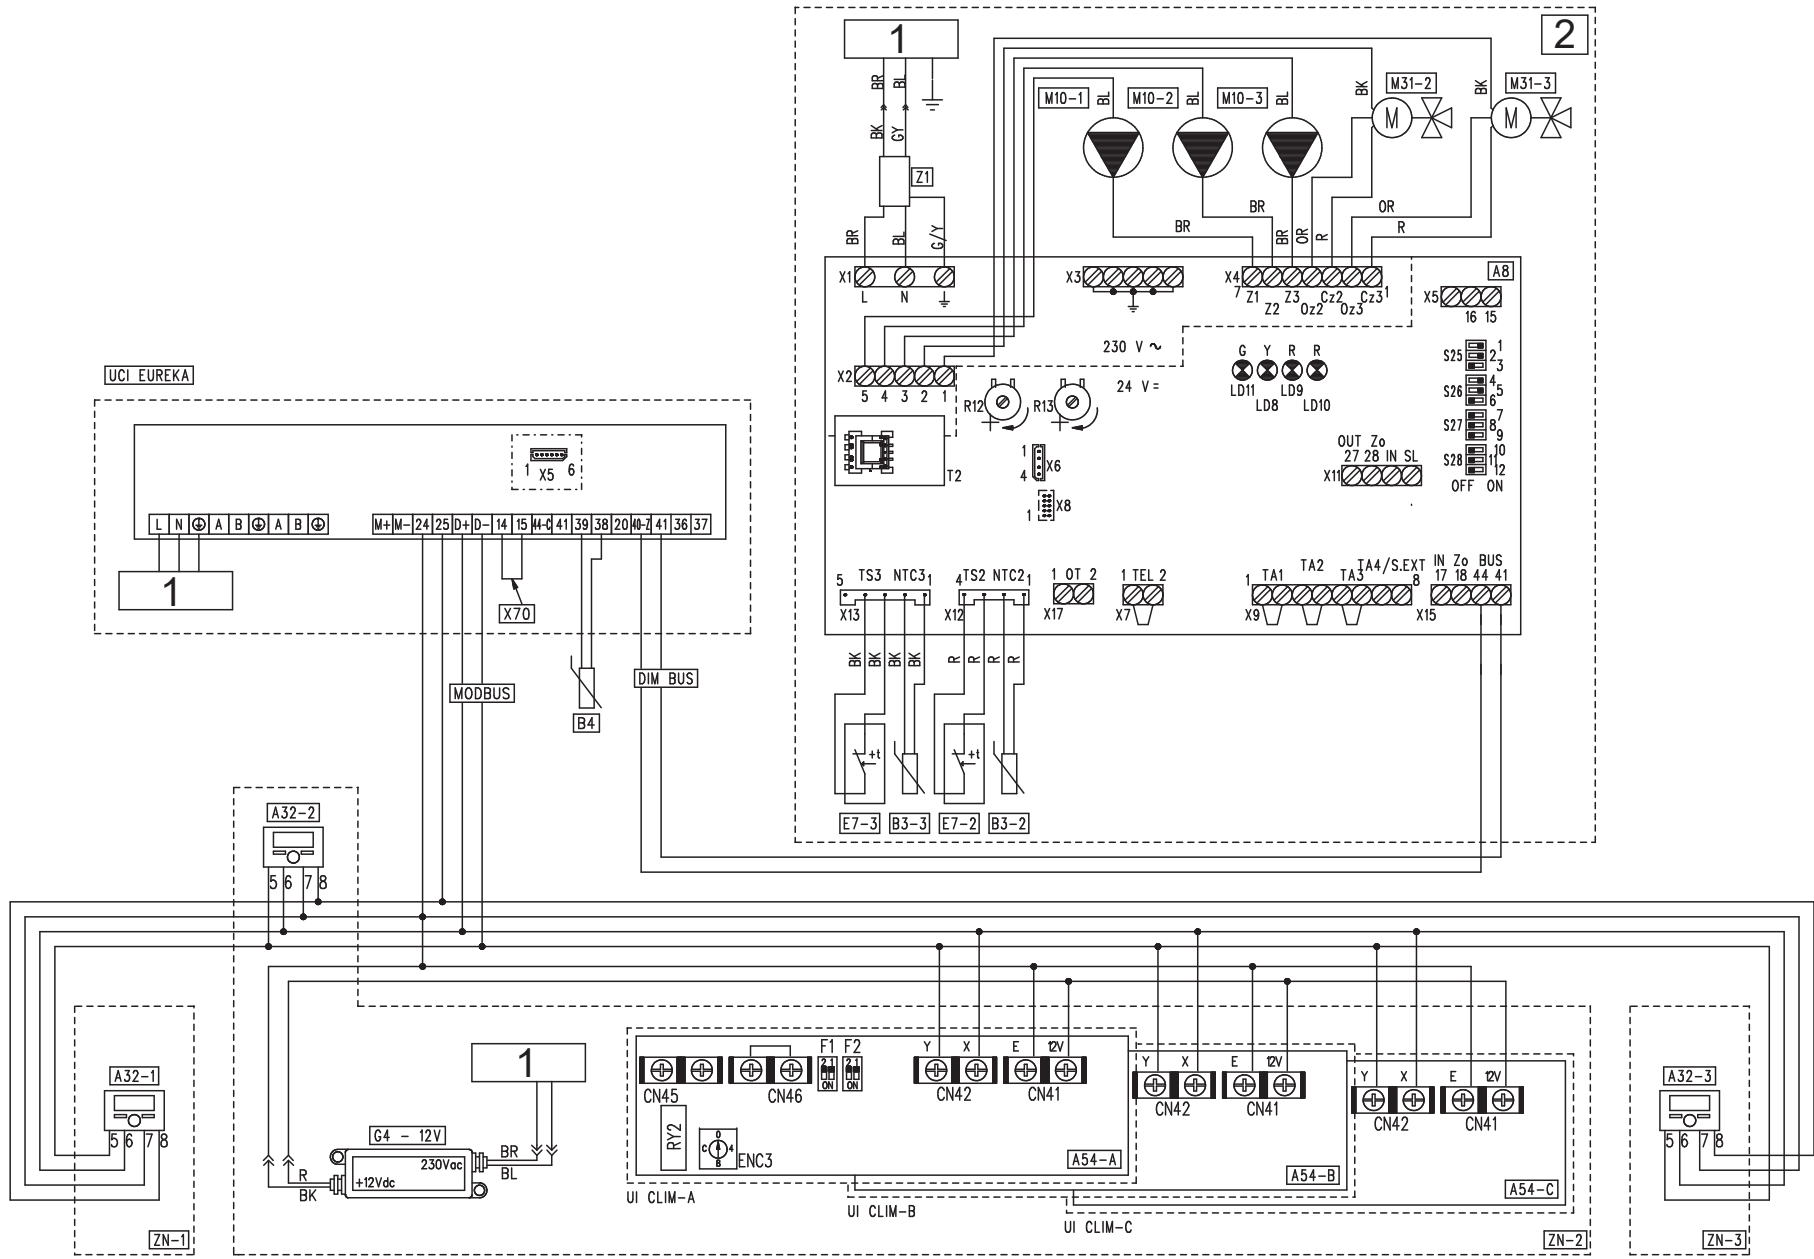 1
2
BR
BL
BK
GY
Z1
BR
BL
G/Y
M10-1
BL
M10-2
BL
M10-3
BL
BK
M31-2
M
BK
M31-3
M
BR
BR
BR
OR
R
OR
R
A8
X1
L
N
X3
X4
7
Z1
Z2
Z3
Oz2
Cz2
Oz3
Cz3
1
X5
16 15
230 V ~
24 V =
X2
5 4 3 2 1
R12
R13
G Y R R
LD11
LD8
LD9
LD10
S25
1
2
3
S26
4
5
6
S27
7
8
9
S28
10
11
12
OFF ON
T2
1
4
X6
1
X8
OUT Zo
27 28 IN SL
X11
5 TS3 NTC3 1
X13
4 TS2 NTC2 1
X12
1 OT 2
X17
1 TEL 2
X7
1
TA1
TA2
TA3
TA4/S.EXT
8
X9
IN Zo BUS
17 18 44 41
X15
BK
BK
BK
BK
R
R
R
R
+t
+t
E7-3
B3-3
E7-2
B3-2
UCI EUREKA
1 X5 6
L N A B A B
M+ M- 24 25 D+ D- 14 15 44-C 41 39 38 20 40-Z 41 36 37
1
X70
MODBUS
B4
DIM BUS
A32-2
5 6 7 8
A32-1
5 6 7 8
ZN-1
1
G4 - 12V
230Vac
+12Vdc
R
BK
BR
BL
F1 F2
2 1
ON
2 1
ON
CN45
CN46
RY2
0
4
8
C
ENC3
Y X E 12V
CN42
CN41
A54-A
UI CLIM-A
Y X E 12V
CN42
CN41
A54-B
UI CLIM-B
Y X E 12V
CN42
CN41
A54-C
UI CLIM-C
ZN-2
A32-3
5 6 7 8
ZN-3